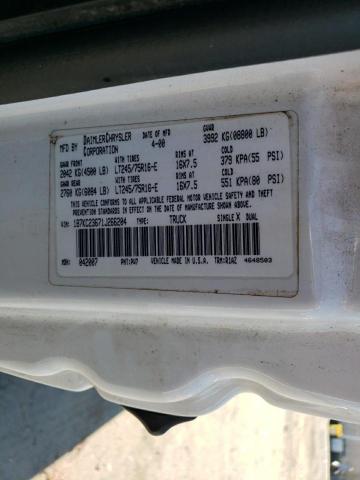 MFD BY DAIMLERCHRYSLER CORPORATION DATE OF MFD 4-00 GVWR 3992 KG(08800 LB)
GAWR FRONT WITH TIRES RIMS AT COLD
2042 KG(4500 LB) LT245/75R16-E 16X7.5 379 KPA(55 PSI)
GAWR REAR WITH TIRES RIMS AT COLD
2760 KG(6084 LB) LT245/75R16-E 16X7.5 551 KPA(80 PSI)
THIS VEHICLE CONFORMS TO ALL APPLICABLE FEDERAL MOTOR VEHICLE
SAFETY STANDARDS IN EFFECT ON THE DATE OF MANUFACTURE SHOWN ABOVE.
VIN: 1B7KC23671J266204 TYPE: TRUCK SINGLE X DUAL
MDH: 042007 PNT:PW7 VEHICLE MADE IN U.S.A. TRM:R1AZ 4648503